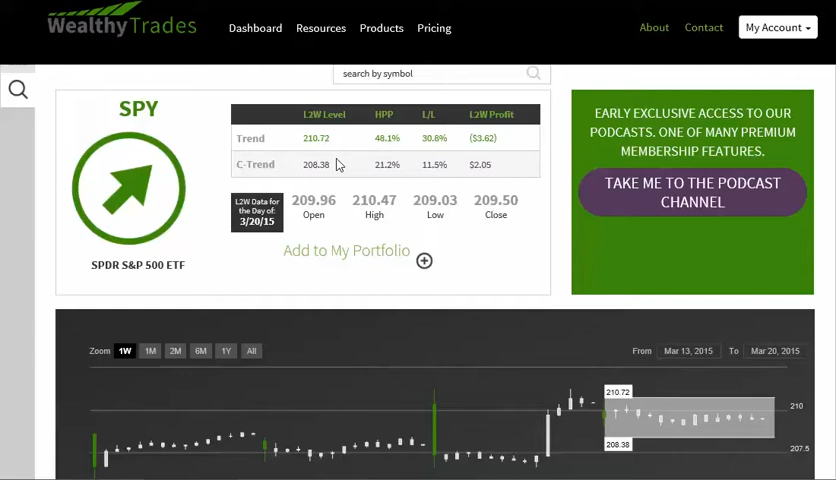 WealthyTrades
Dashboard Resources Products Pricing
About Contact My Account
search by symbol
SPY
SPDR S&P 500 ETF
L2W Level HPP L/L L2W Profit
Trend 210.72 48.1% 30.8% ($3.62)
C-Trend 208.38 21.2% 11.5% $2.05
L2W Data for
the Day of:
3/20/15
209.96 210.47 209.03 209.50
Open High Low Close
Add to My Portfolio
EARLY EXCLUSIVE ACCESS TO OUR
PODCASTS. ONE OF MANY PREMIUM
MEMBERSHIP FEATURES.
TAKE ME TO THE PODCAST
CHANNEL
Zoom 1W 1M 2M 6M 1Y All
From Mar 13, 2015 To Mar 20, 2015
210.72
210
208.38
207.5